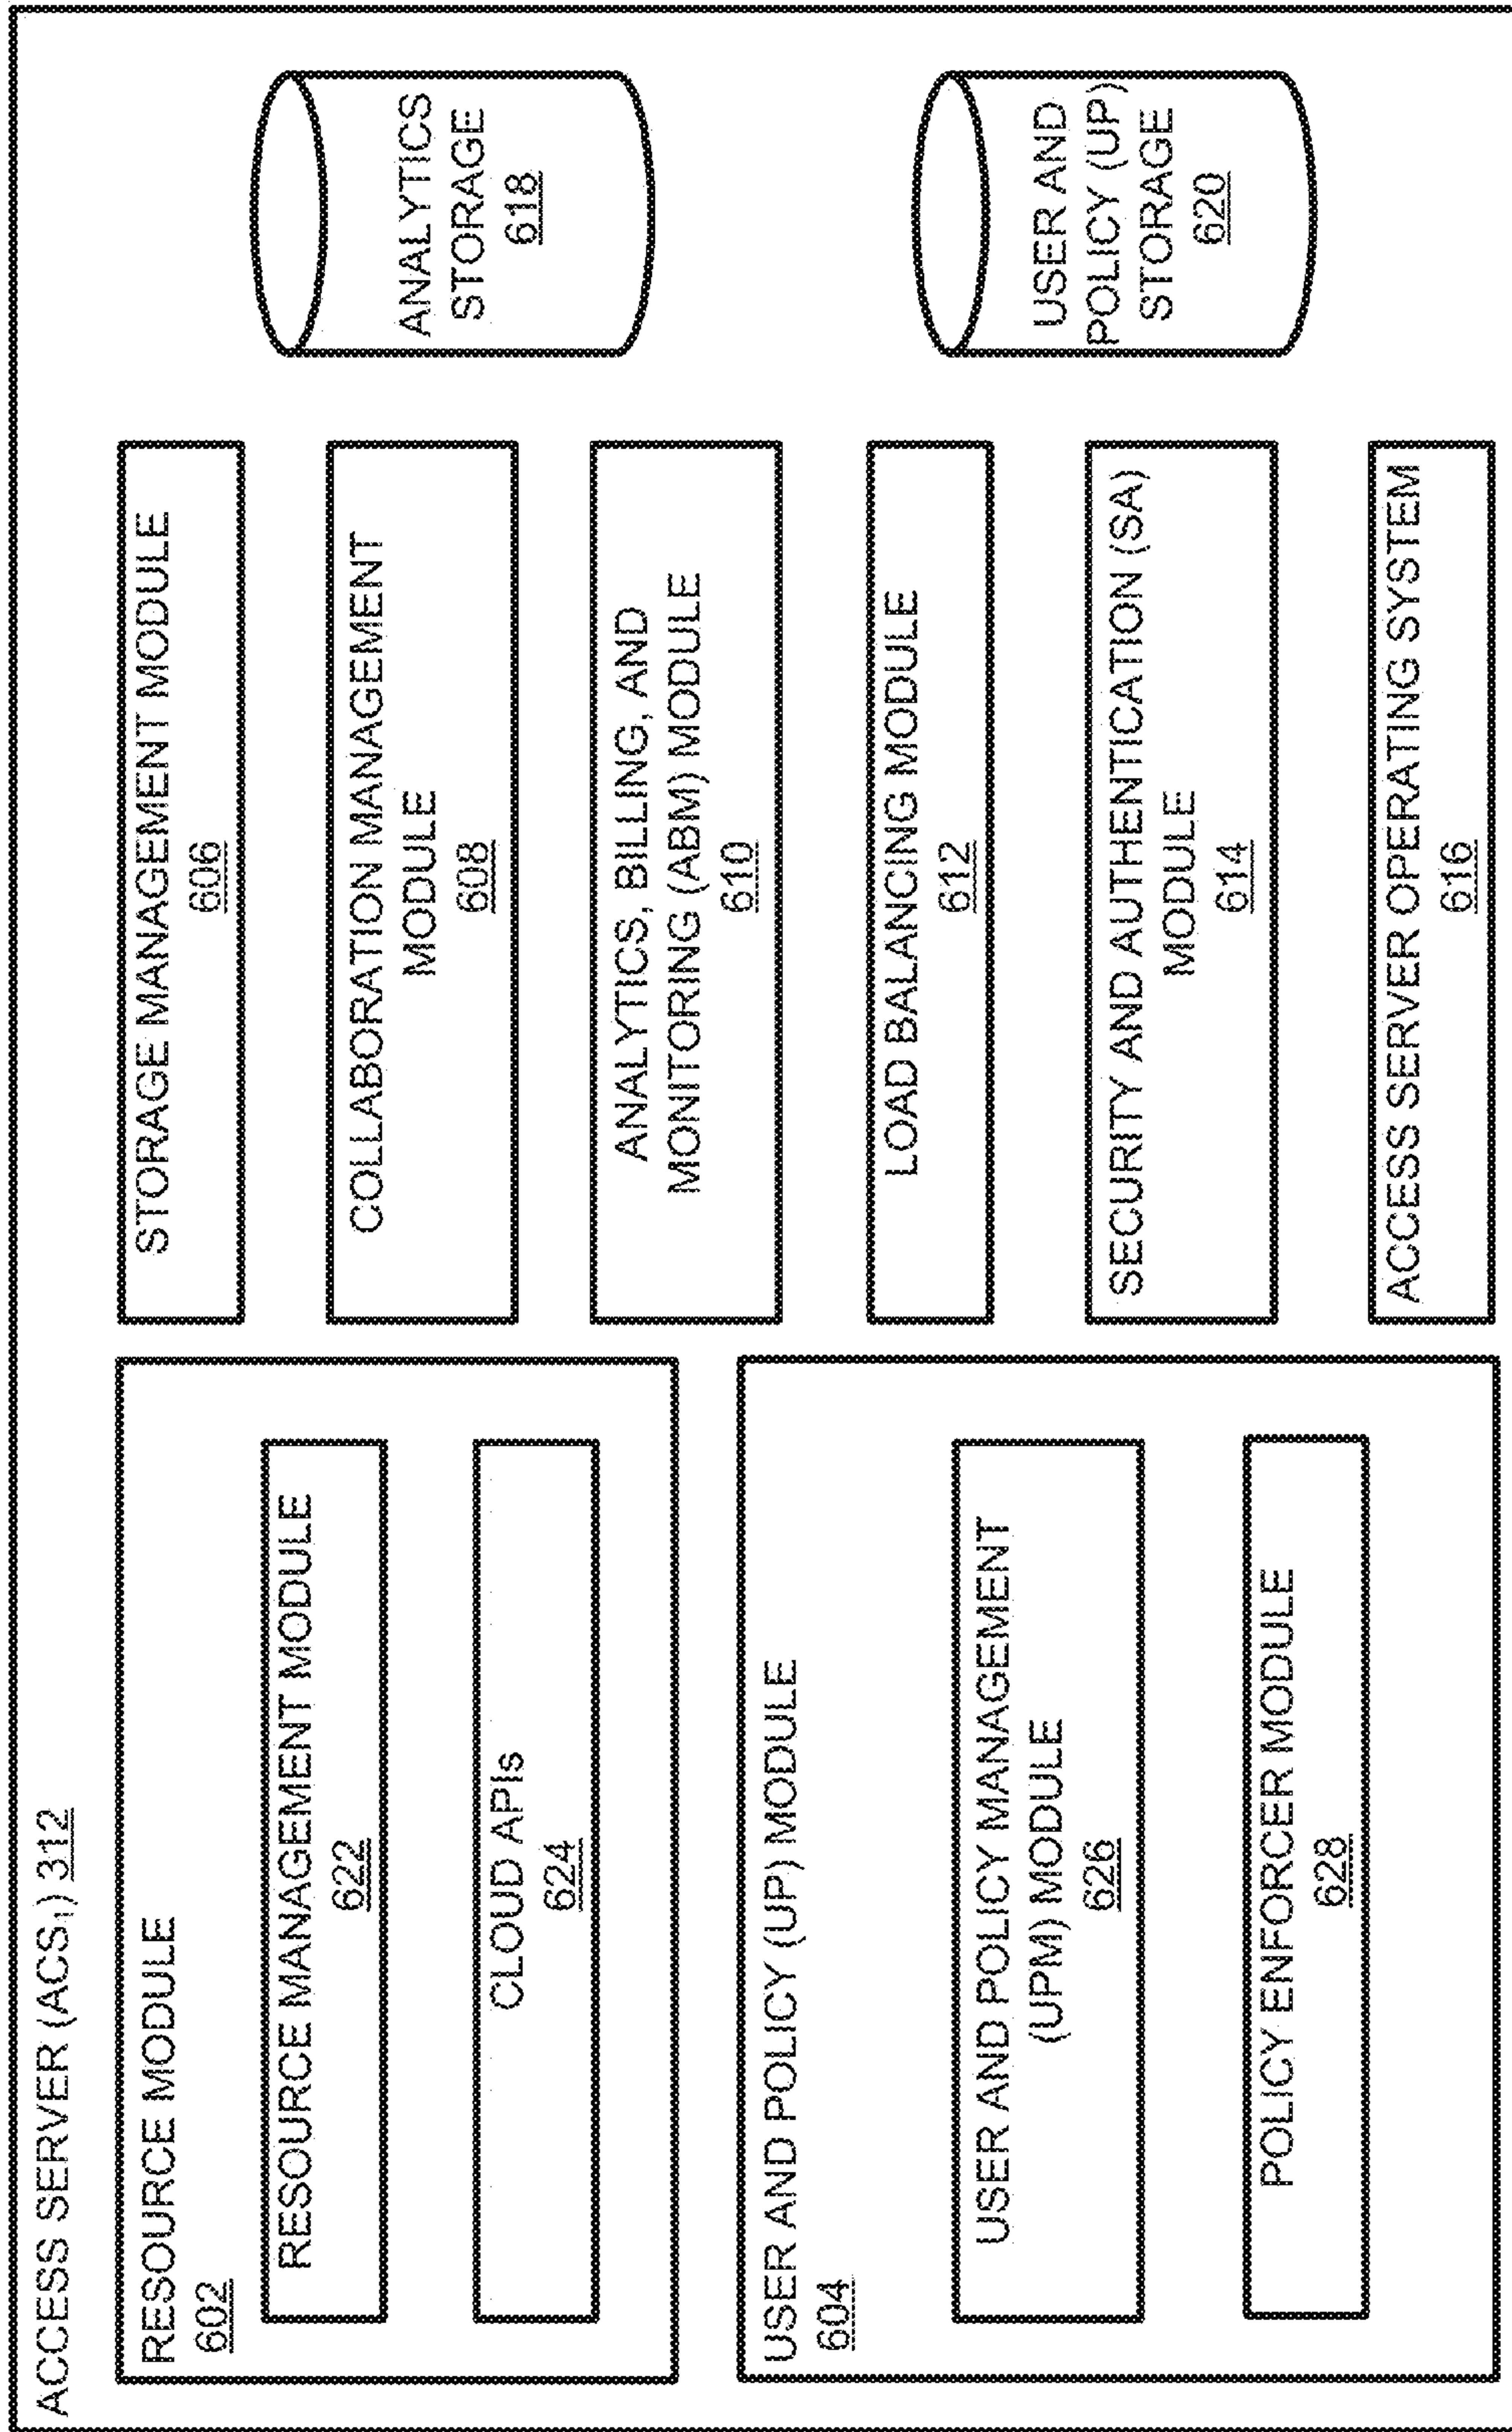 ACCESS SERVER (ACS₁) 312
RESOURCE MODULE
602
RESOURCE MANAGEMENT MODULE
622
CLOUD APIs
624
USER AND POLICY (UP) MODULE
604
USER AND POLICY MANAGEMENT
(UPM) MODULE
626
POLICY ENFORCER MODULE
628
STORAGE MANAGEMENT MODULE
606
COLLABORATION MANAGEMENT
MODULE
608
ANALYTICS, BILLING, AND
MONITORING (ABM) MODULE
610
LOAD BALANCING MODULE
612
SECURITY AND AUTHENTICATION (SA)
MODULE
614
ACCESS SERVER OPERATING SYSTEM
616
ANALYTICS
STORAGE
618
USER AND
POLICY (UP)
STORAGE
620